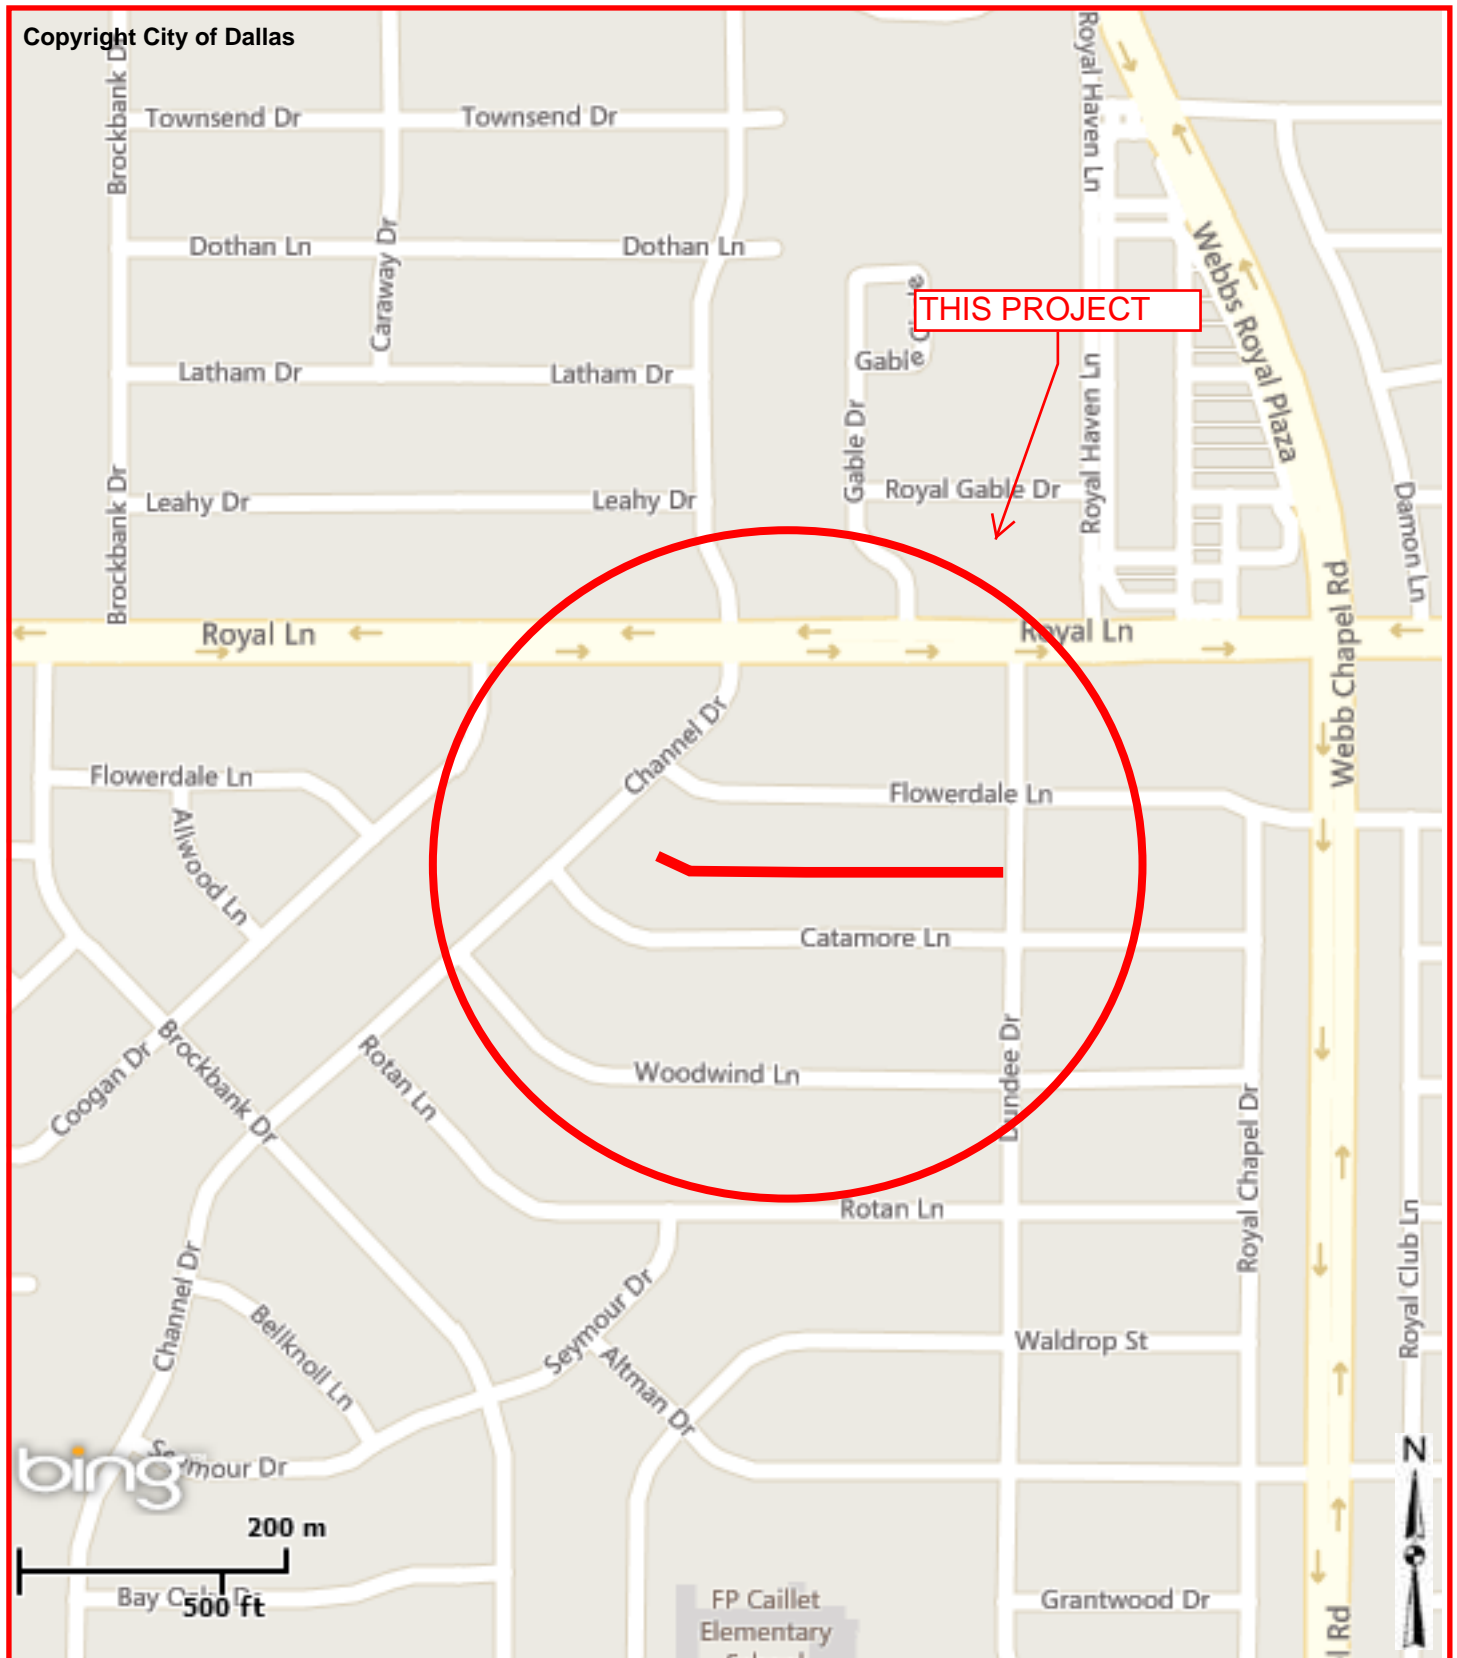 Copyright City of Dallas
Brockbank Dr
Townsend Dr
Townsend Dr
Royal Haven Ln
Dothan Ln
Dothan Ln
Caraway Dr
Webbs Royal Plaza
THIS PROJECT
Gable
Latham Dr
Latham Dr
Gable Dr
Royal Haven Ln
Royal Gable Dr
Leahy Dr
Leahy Dr
Brockbank Dr
Damon Ln
Royal Ln
Royal Ln
Webb Chapel Rd
Channel Dr
Flowerdale Ln
Flowerdale Ln
Allwood Ln
Catamore Ln
Coogan Dr
Brockbank Dr
Rotan Ln
Woodwind Ln
Dundee Dr
Royal Chapel Dr
Rotan Ln
Royal Club Ln
Channel Dr
Bellknoll Ln
Seymour Dr
Altman Dr
Waldrop St
Seymour Dr
bing
N
200 m
500 ft
Bay
Dr
FP Caillet
Elementary
School
Grantwood Dr
Rd